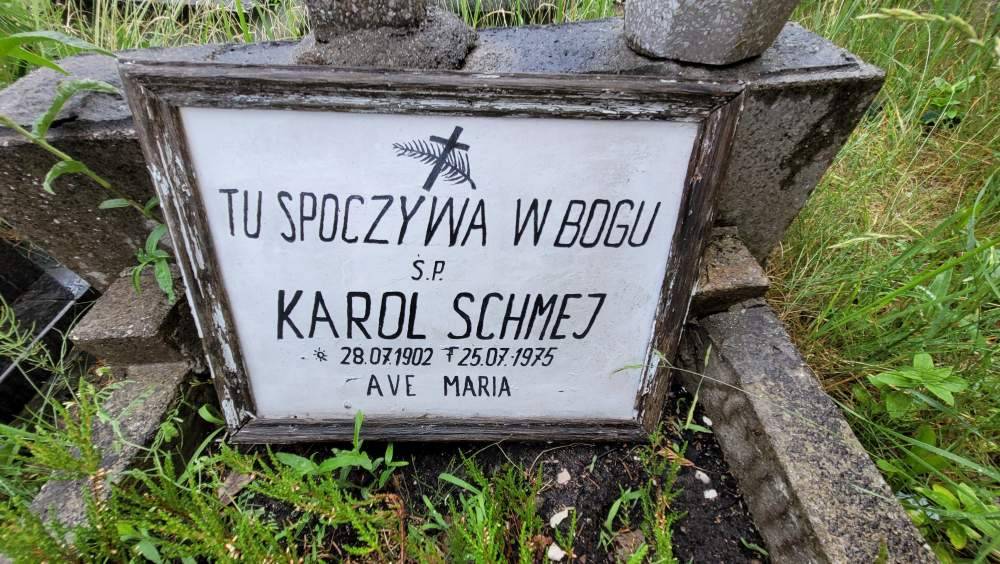 TU SPOCZYWA W BOGU
Ś.P.
KAROL SCHMEJ
* 28.07.1902 † 25.07.1975
AVE MARIA